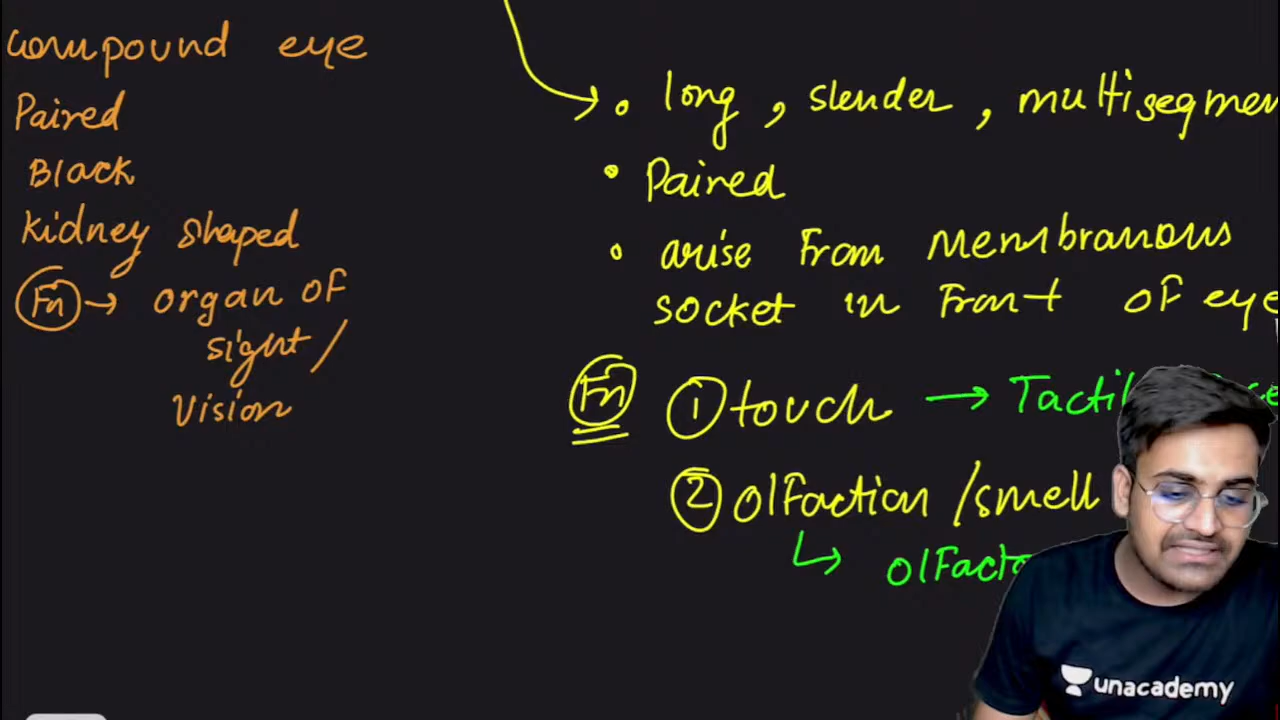 compound eye
Paired
Black
kidney shaped
Fn → organ of
sight /
Vision
• long, slender, multisegmen
• Paired
• arise from membranous
socket in front of eye
Fn ① touch → Tactil
② olfaction /smell
↳ olfacto
unacademy